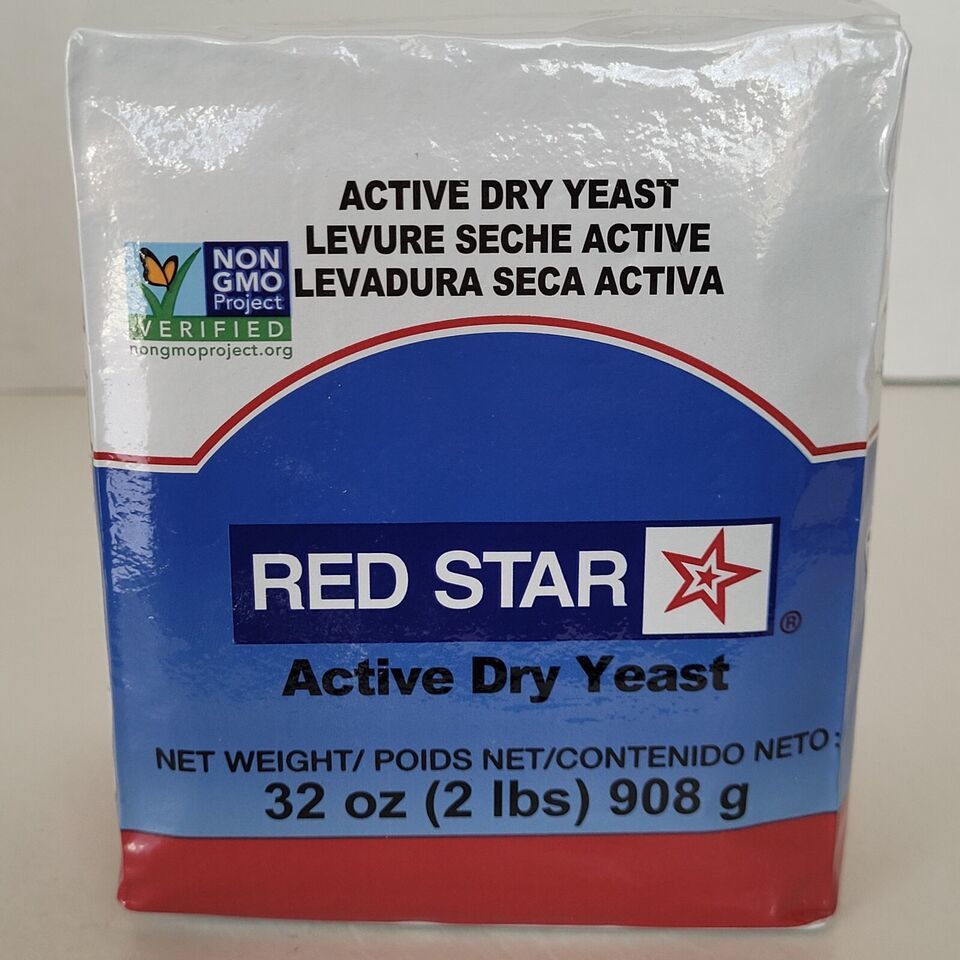 ACTIVE DRY YEAST
LEVURE SECHE ACTIVE
LEVADURA SECA ACTIVA
NON
GMO
Project
VERIFIED
nongmoproject.org
RED STAR
®
Active Dry Yeast
NET WEIGHT/ POIDS NET/CONTENIDO NETO :
32 oz (2 lbs) 908 g